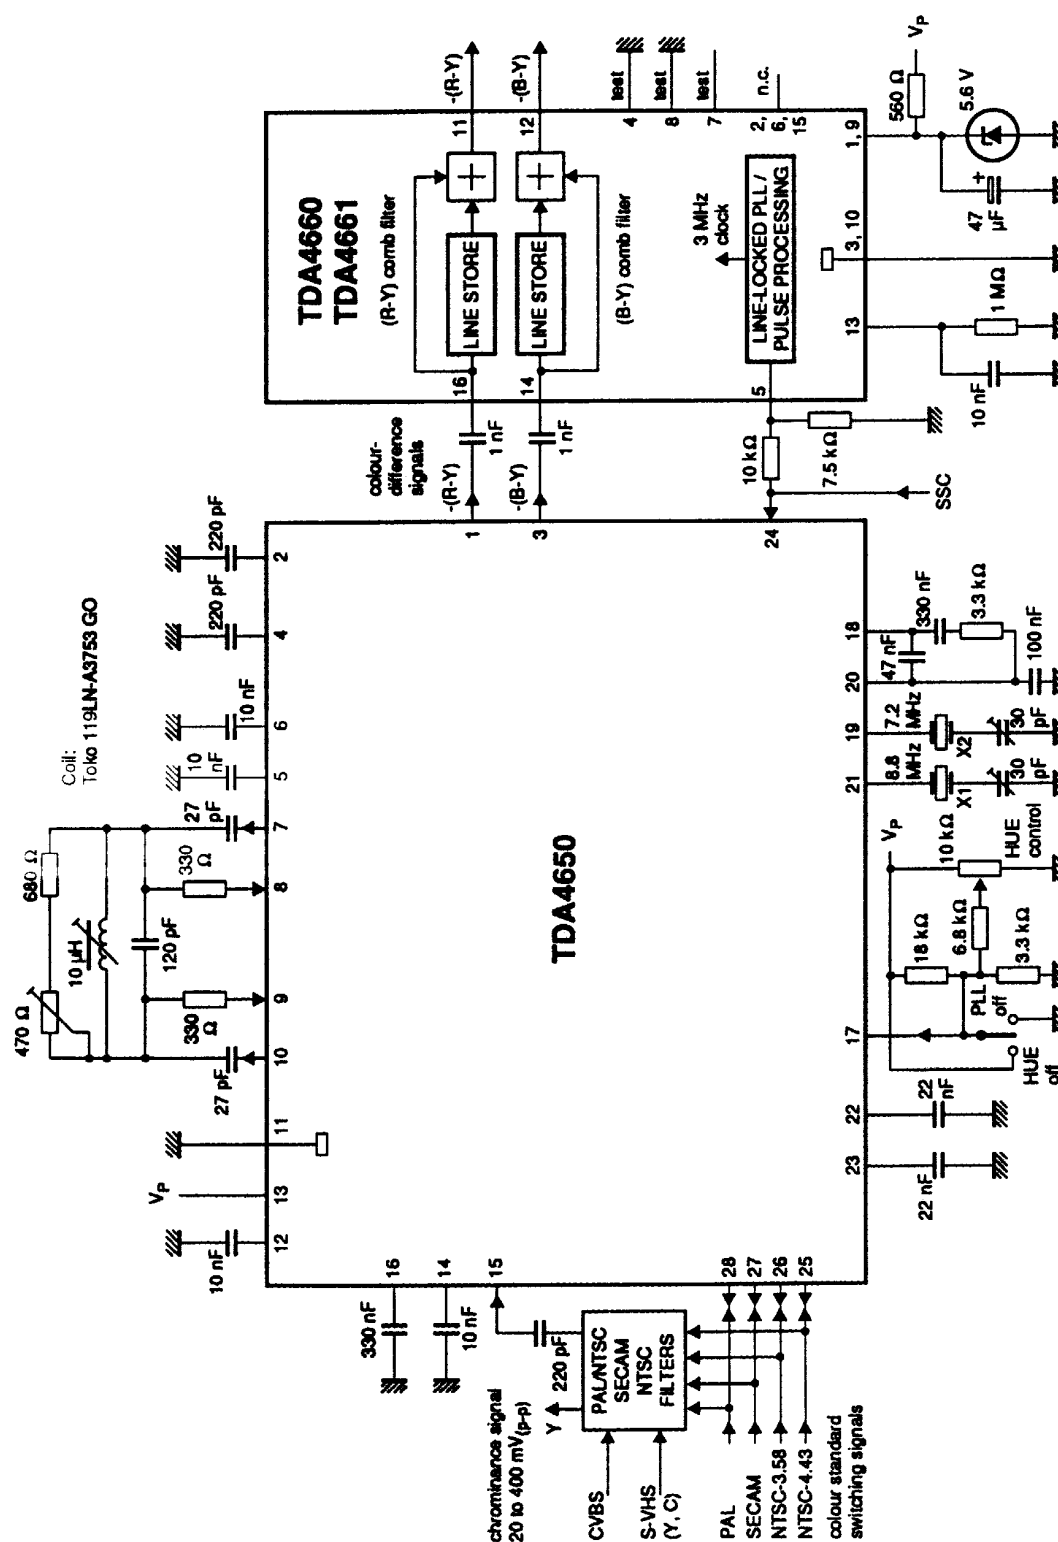 Coil:
Toko 119LN-A3753 GO
470 Ω
680 Ω
10 µH
120 pF
330
Ω
330
Ω
27 pF
27
pF
10 nF
VP
10
nF
10 nF
220 pF
220 pF
12
13
11
10
9
8
7
5
6
4
2
330 nF
16
10 nF
14
15
220 pF
chrominance signal
20 to 400 mV(p-p)
Y
PAL/NTSC
SECAM
NTSC
FILTERS
CVBS
S-VHS
(Y, C)
PAL
SECAM
NTSC-3.58
NTSC-4.43
colour standard
switching signals
28
27
26
25
TDA4650
1
3
24
colour-
difference
signals
-(R-Y)
1 nF
-(B-Y)
1 nF
10 kΩ
7.5 kΩ
SSC
23
22
17
21
19
20
18
22 nF
22
nF
HUE
off
PLL
off
VP
18 kΩ
6.8 kΩ
3.3 kΩ
10 kΩ
HUE
control
8.8
MHz
X1
30
pF
7.2
MHz
X2
30
pF
47 nF
330 nF
3.3 kΩ
100 nF
TDA4660
TDA4661
(R-Y) comb filter
16
LINE STORE
11
-(R-Y)
14
LINE STORE
12
-(B-Y)
(B-Y) comb filter
4
test
8
test
7
test
2,
6,
15
n.c.
3 MHz
clock
5
LINE-LOCKED PLL /
PULSE PROCESSING
13
3, 10
1, 9
10 nF
1 MΩ
47
µF
+
560 Ω
VP
5.6 V